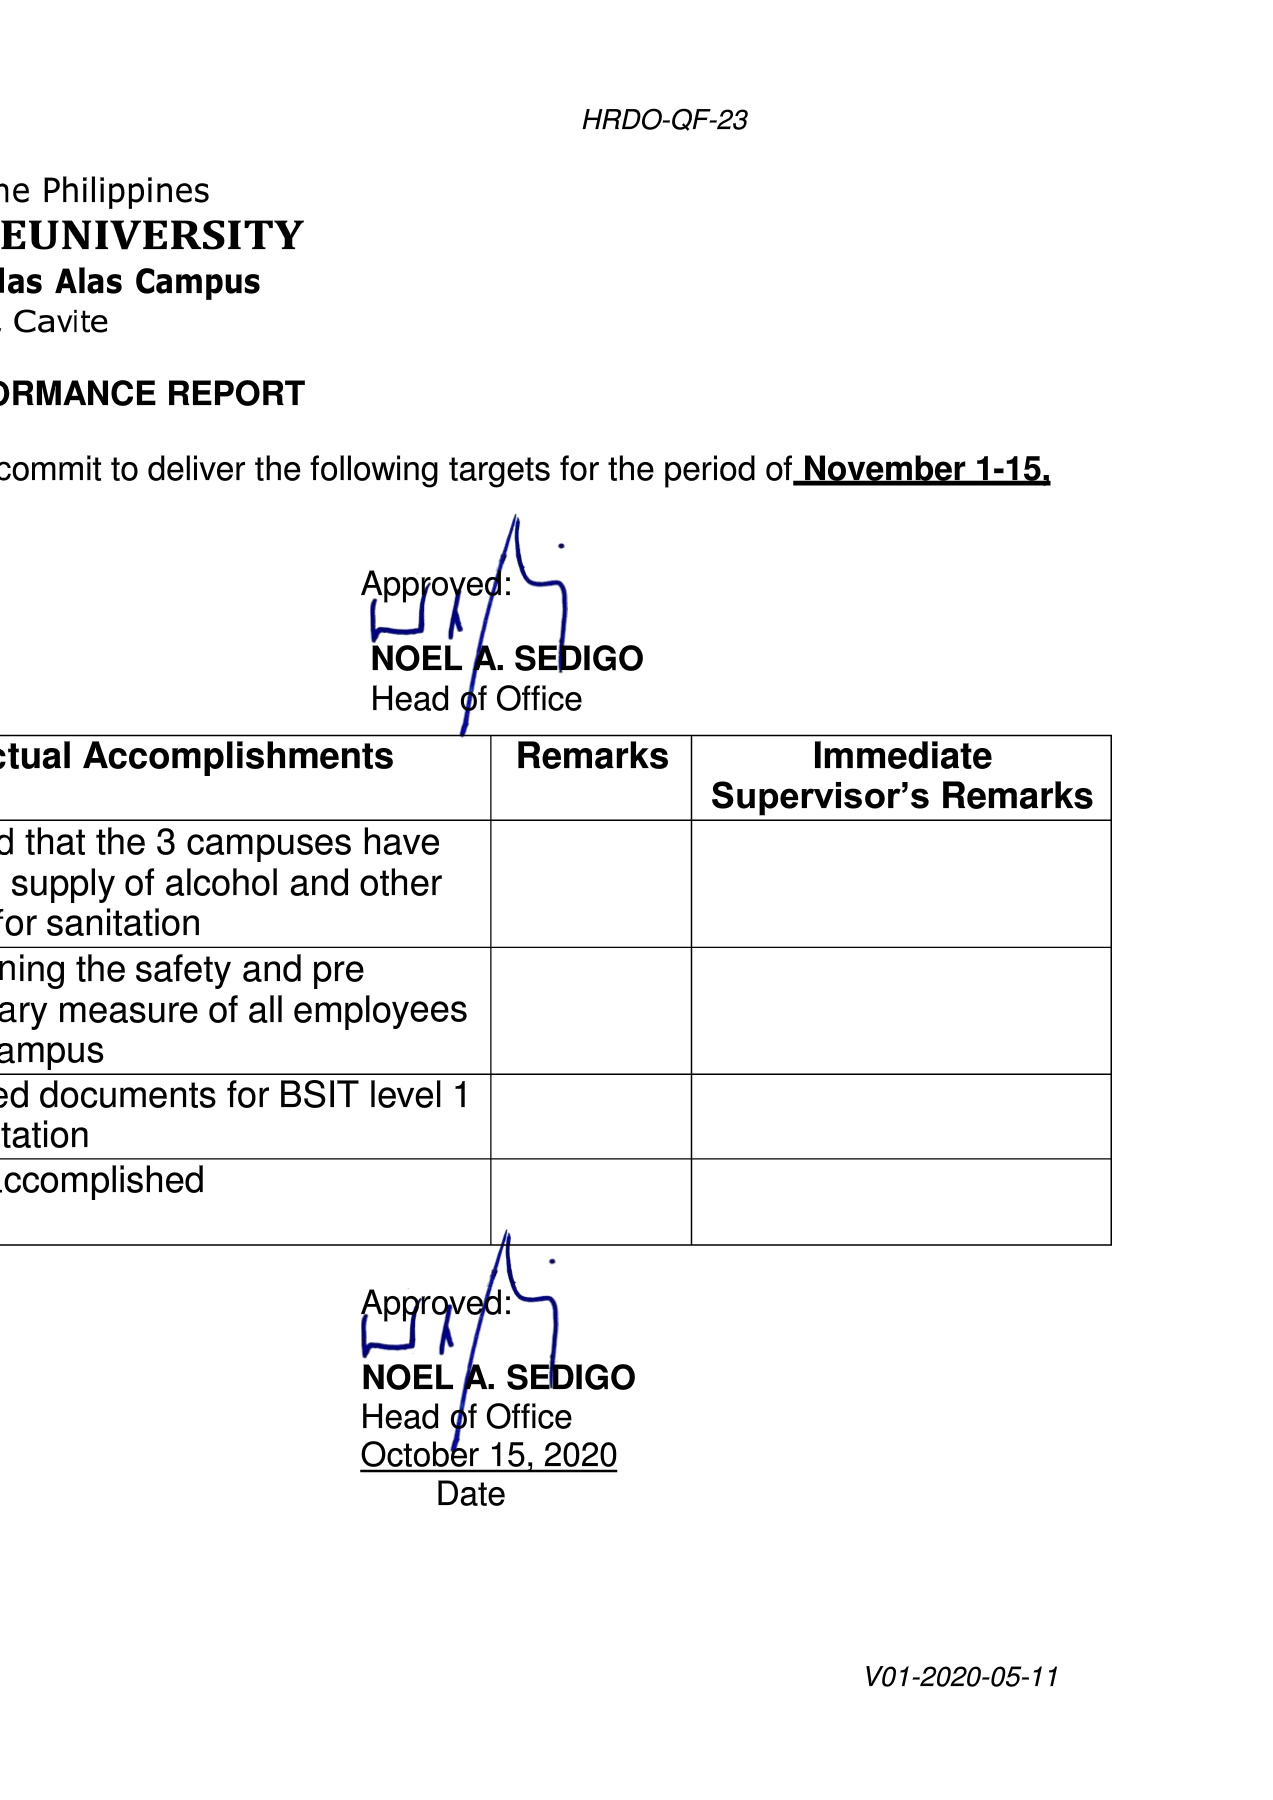 HRDO-QF-23
he Philippines
EUNIVERSITY
las Alas Campus
, Cavite
ORMANCE REPORT
commit to deliver the following targets for the period of November 1-15,
Approved:
NOEL A. SEDIGO
Head of Office
ctual Accomplishments
Remarks
Immediate
Supervisor’s Remarks
d that the 3 campuses have
supply of alcohol and other
for sanitation
ning the safety and pre
ary measure of all employees
ampus
ed documents for BSIT level 1
tation
accomplished
Approved:
NOEL A. SEDIGO
Head of Office
October 15, 2020
Date
V01-2020-05-11